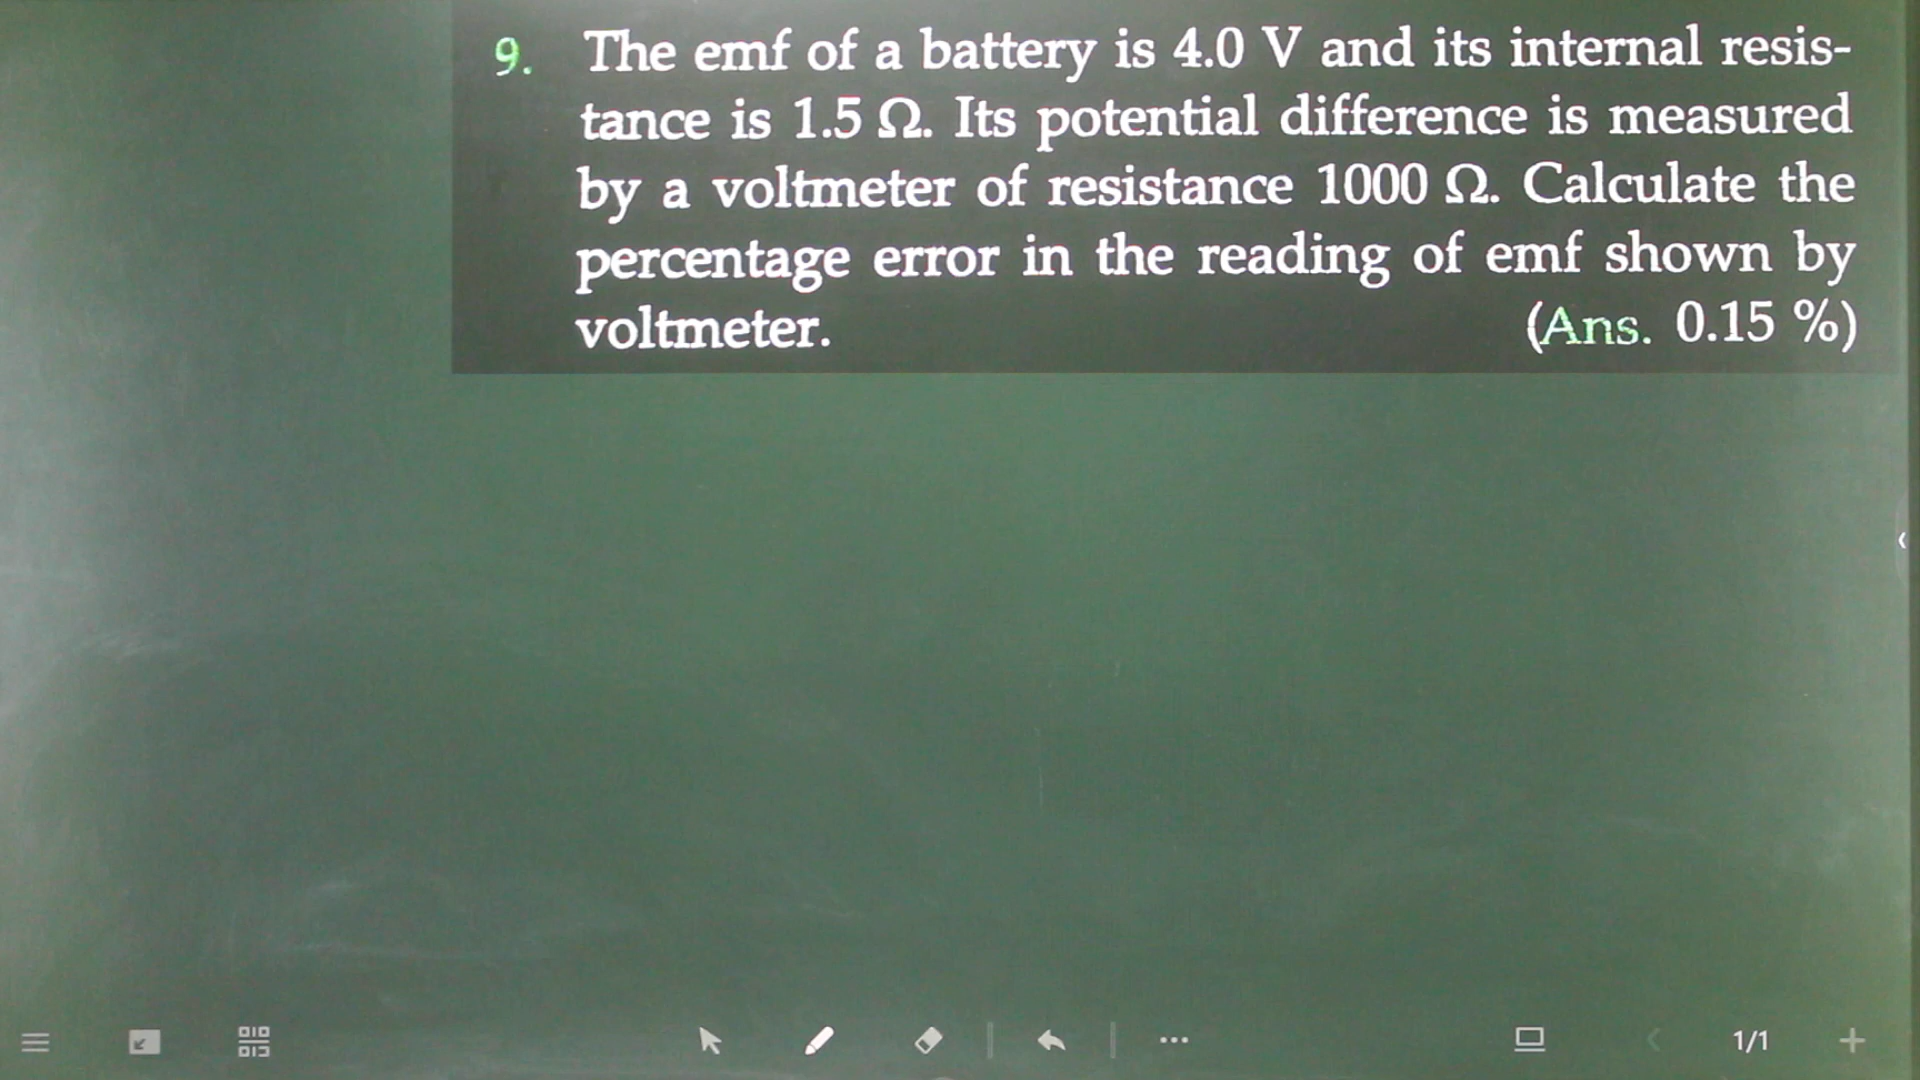 9. The emf of a battery is 4.0 V and its internal resis-
tance is 1.5 Ω. Its potential difference is measured
by a voltmeter of resistance 1000 Ω. Calculate the
percentage error in the reading of emf shown by
voltmeter. (Ans. 0.15 %)
1/1